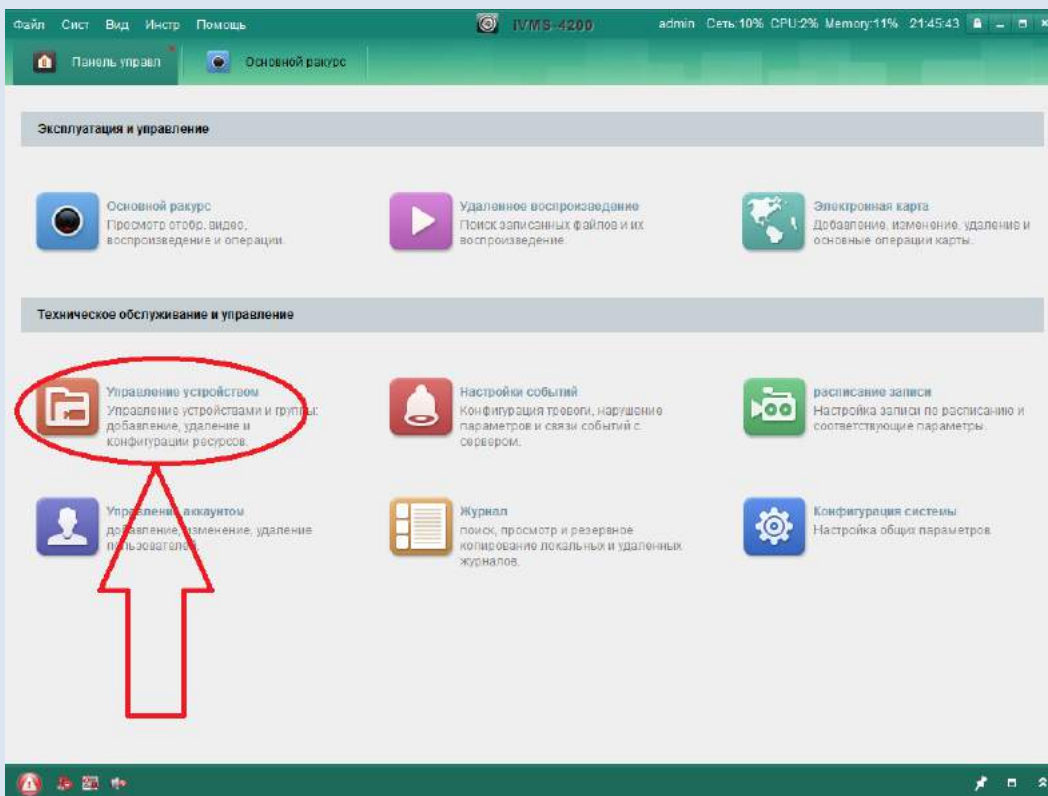 Файл Сист Вид Инстр Помощь iVMS-4200 admin Сеть:10% CPU:2% Memory:11% 21:45:43
Панель управл Основной ракурс
Эксплуатация и управление
Основной ракурс
Просмотр отобр. видео,
воспроизведение и операции.
Удаленное воспроизведение
Поиск записанных файлов и их
воспроизведение.
Электронная карта
Добавление, изменение, удаление и
основные операции карты.
Техническое обслуживание и управление
Управление устройством
Управление устройствами и группы:
добавление, удаление и
конфигурации ресурсов.
Настройки событий
Конфигурация тревоги, нарушение
параметров и связи событий с
сервером.
расписание записи
Настройка записи по расписанию и
соответствующие параметры.
Управление аккаунтом
добавление, изменение, удаление
пользователей.
Журнал
поиск, просмотр и резервное
копирование локальных и удаленных
журналов.
Конфигурация системы
Настройка общих параметров